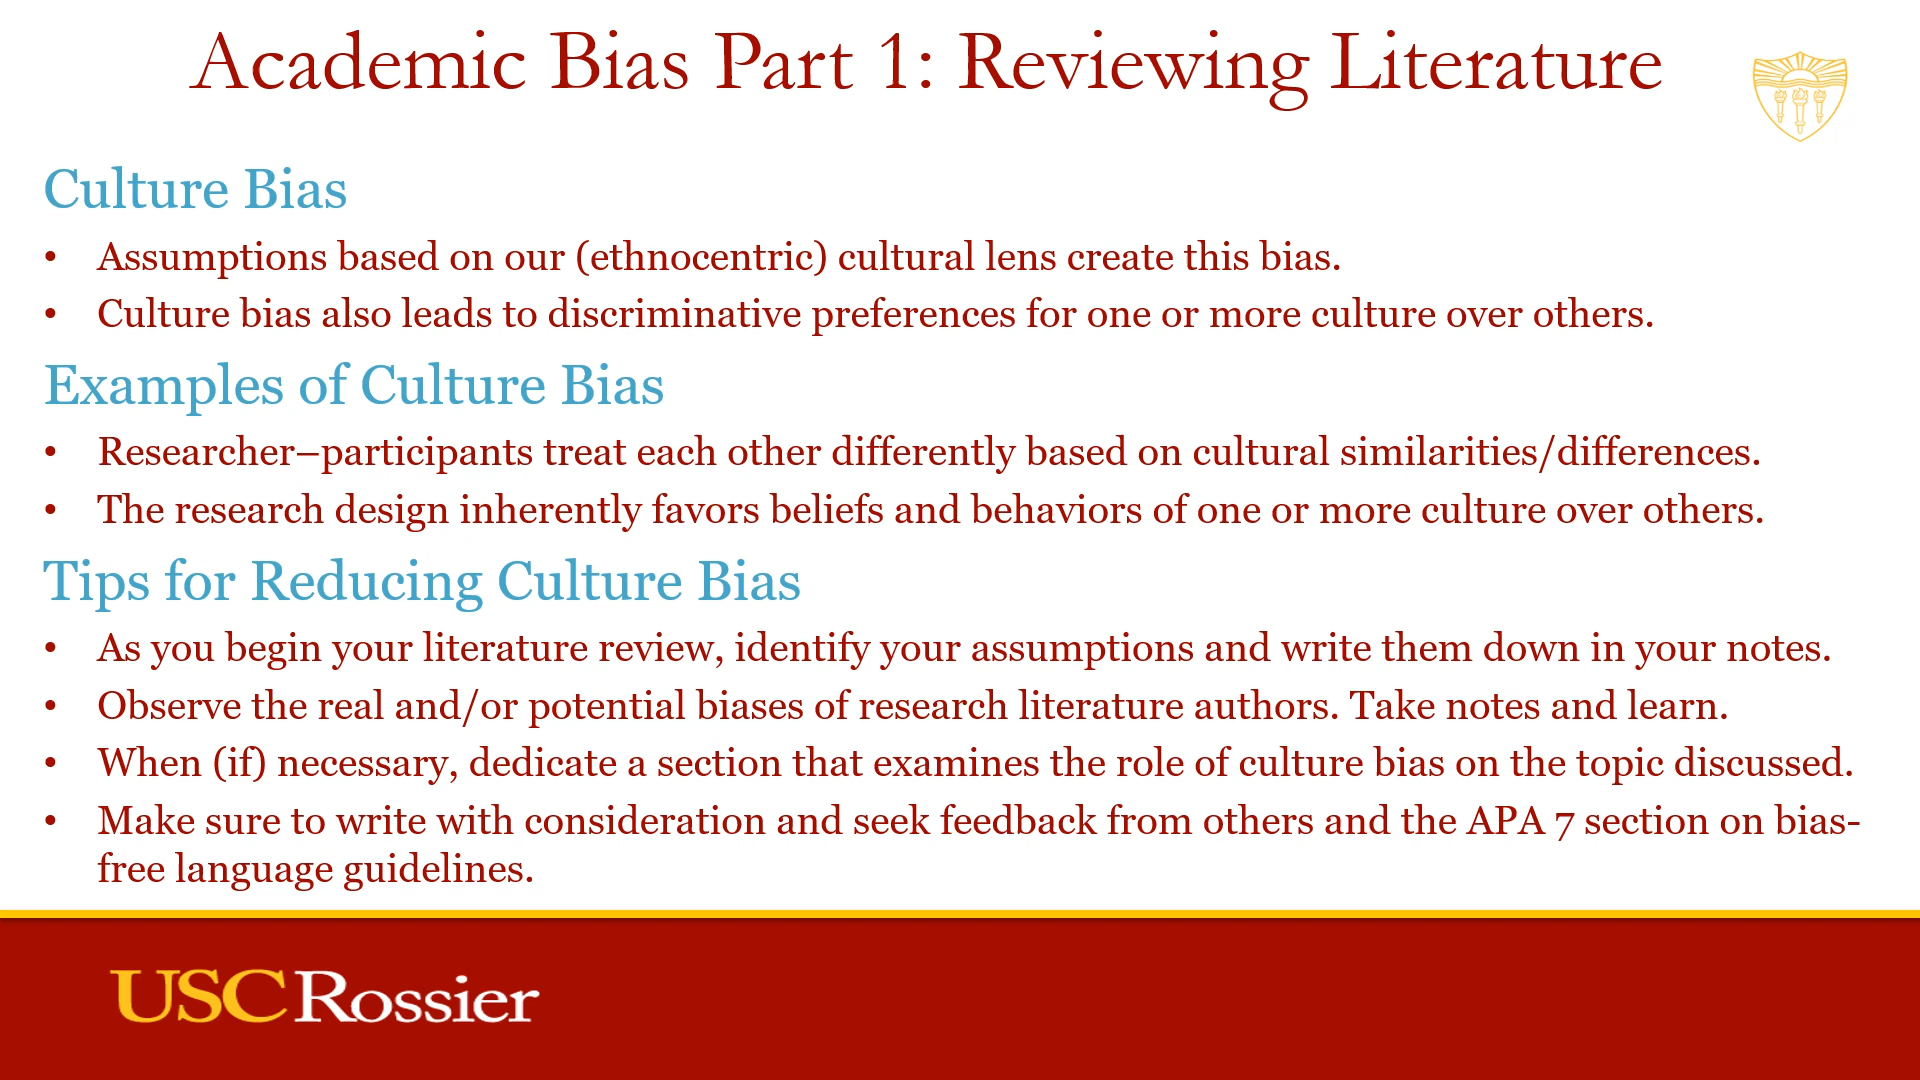 Academic Bias Part 1: Reviewing Literature
Culture Bias
• Assumptions based on our (ethnocentric) cultural lens create this bias.
• Culture bias also leads to discriminative preferences for one or more culture over others.
Examples of Culture Bias
• Researcher–participants treat each other differently based on cultural similarities/differences.
• The research design inherently favors beliefs and behaviors of one or more culture over others.
Tips for Reducing Culture Bias
• As you begin your literature review, identify your assumptions and write them down in your notes.
• Observe the real and/or potential biases of research literature authors. Take notes and learn.
• When (if) necessary, dedicate a section that examines the role of culture bias on the topic discussed.
• Make sure to write with consideration and seek feedback from others and the APA 7 section on bias-
free language guidelines.
USC Rossier